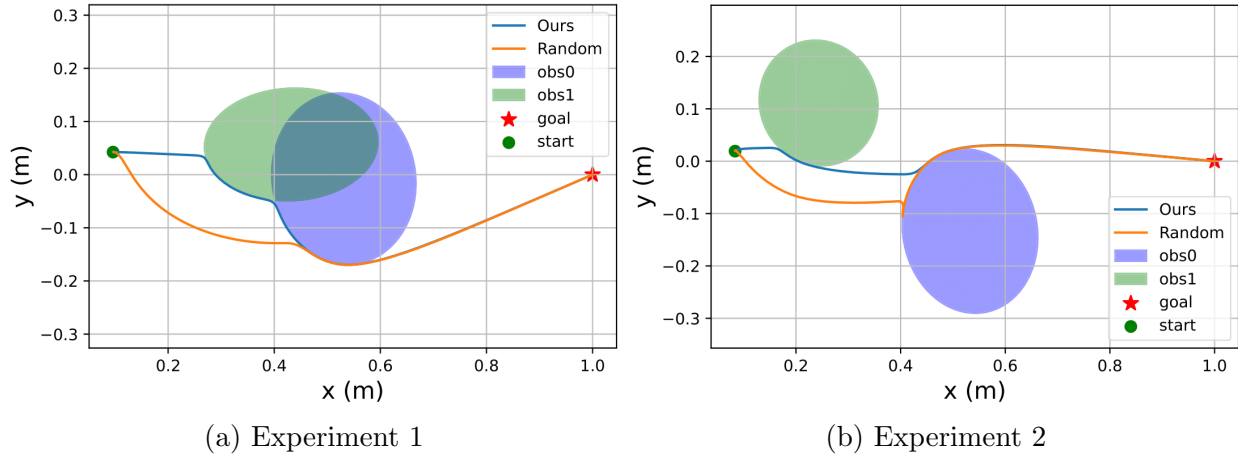 0.3
0.2
0.1
0.0
−0.1
−0.2
−0.3
y (m)
0.2
0.4
0.6
0.8
1.0
x (m)
Ours
Random
obs0
obs1
goal
start
(a) Experiment 1
0.2
0.1
0.0
−0.1
−0.2
−0.3
y (m)
0.2
0.4
0.6
0.8
1.0
x (m)
Ours
Random
obs0
obs1
goal
start
(b) Experiment 2